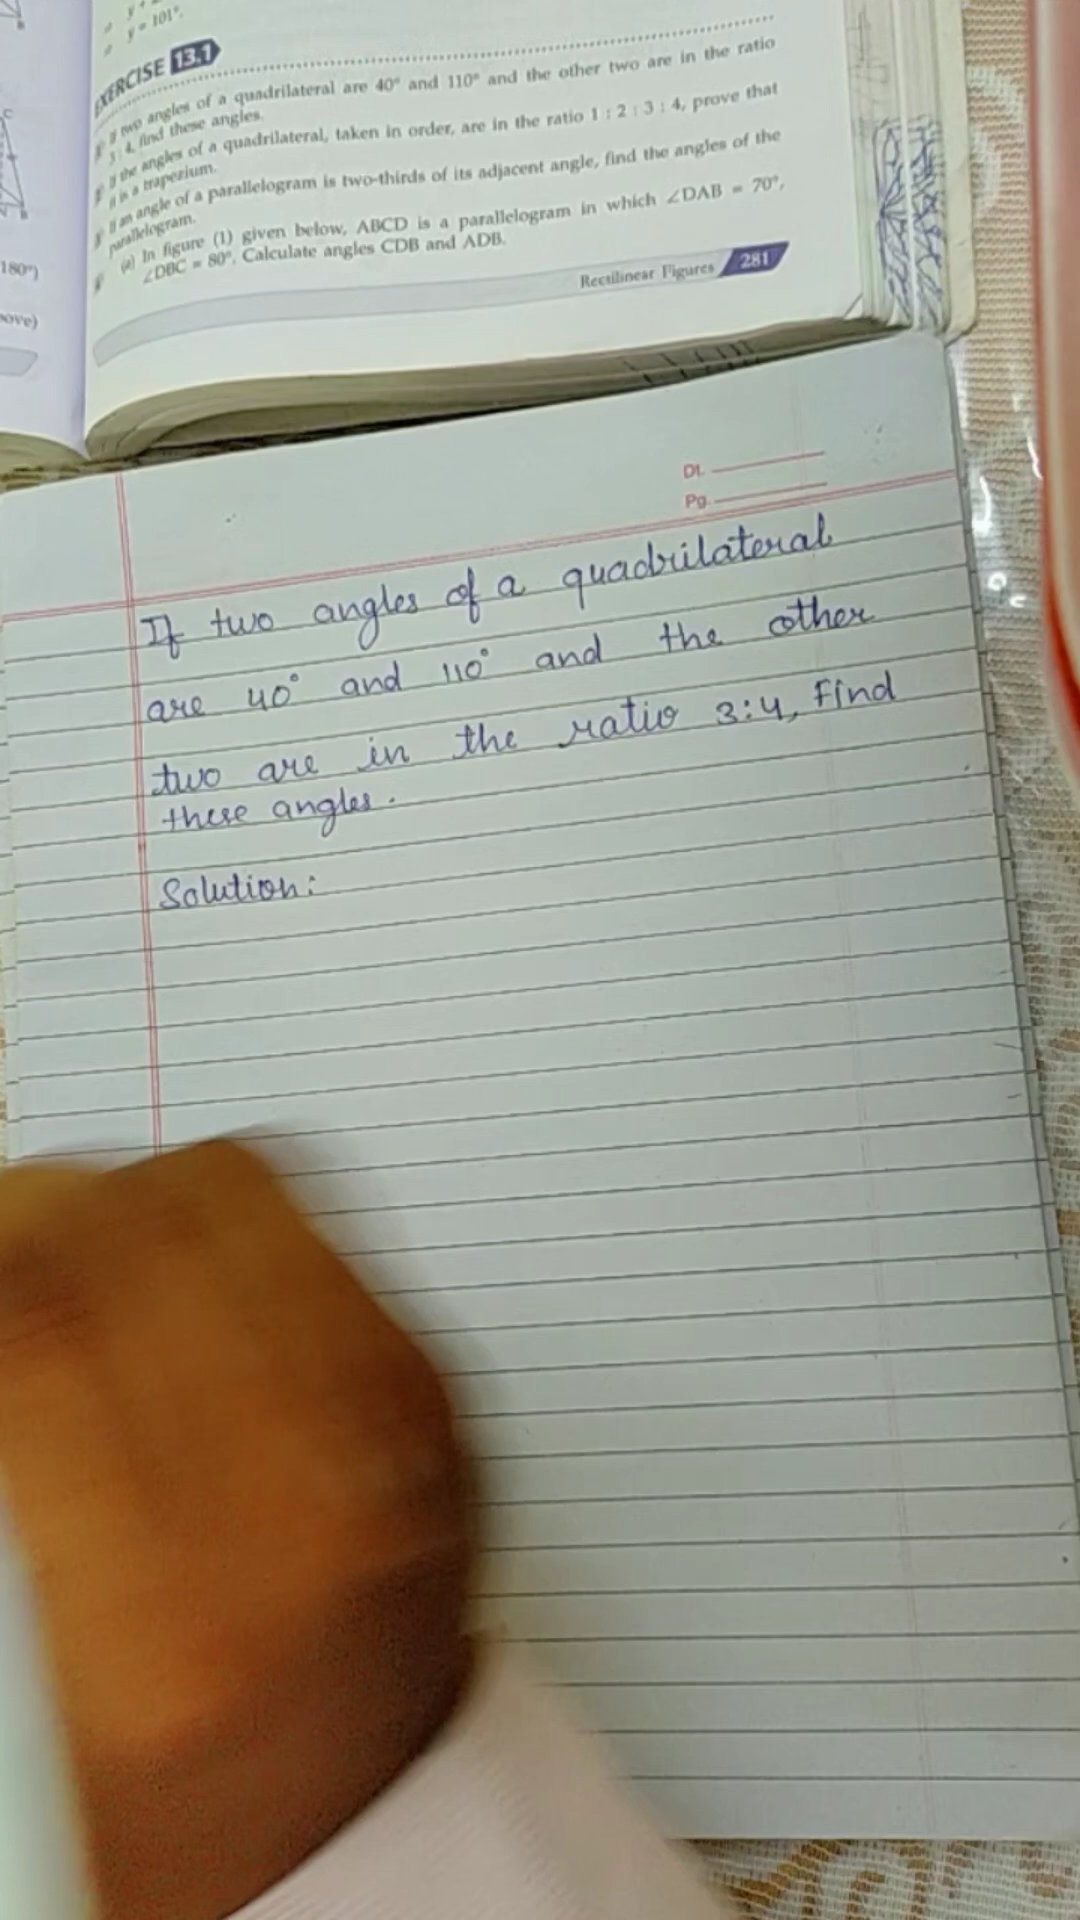 y = 101°.
EXERCISE 13.1
If two angles of a quadrilateral are 40° and 110° and the other two are in the ratio
3 : 4, find these angles.
If the angles of a quadrilateral, taken in order, are in the ratio 1 : 2 : 3 : 4, prove that
it is a trapezium.
If an angle of a parallelogram is two-thirds of its adjacent angle, find the angles of the
parallelogram.
(a) In figure (1) given below, ABCD is a parallelogram in which ∠DAB = 70°,
∠DBC = 80°. Calculate angles CDB and ADB.
Rectilinear Figures 281
C
180°)
ove)
Dt.
Pg.
If two angles of a quadrilateral
are 40° and 110° and the other
two are in the ratio 3:4, Find
these angles.
Solution: